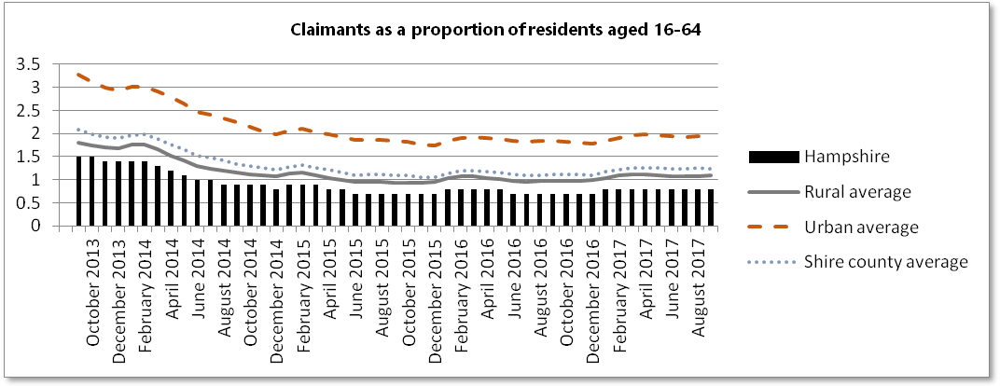 Claimants as a proportion of residents aged 16-64
3.5
3
2.5
2
1.5
1
0.5
0
October 2013
December 2013
February 2014
April 2014
June 2014
August 2014
October 2014
December 2014
February 2015
April 2015
June 2015
August 2015
October 2015
December 2015
February 2016
April 2016
June 2016
August 2016
October 2016
December 2016
February 2017
April 2017
June 2017
August 2017
Hampshire
Rural average
Urban average
Shire county average